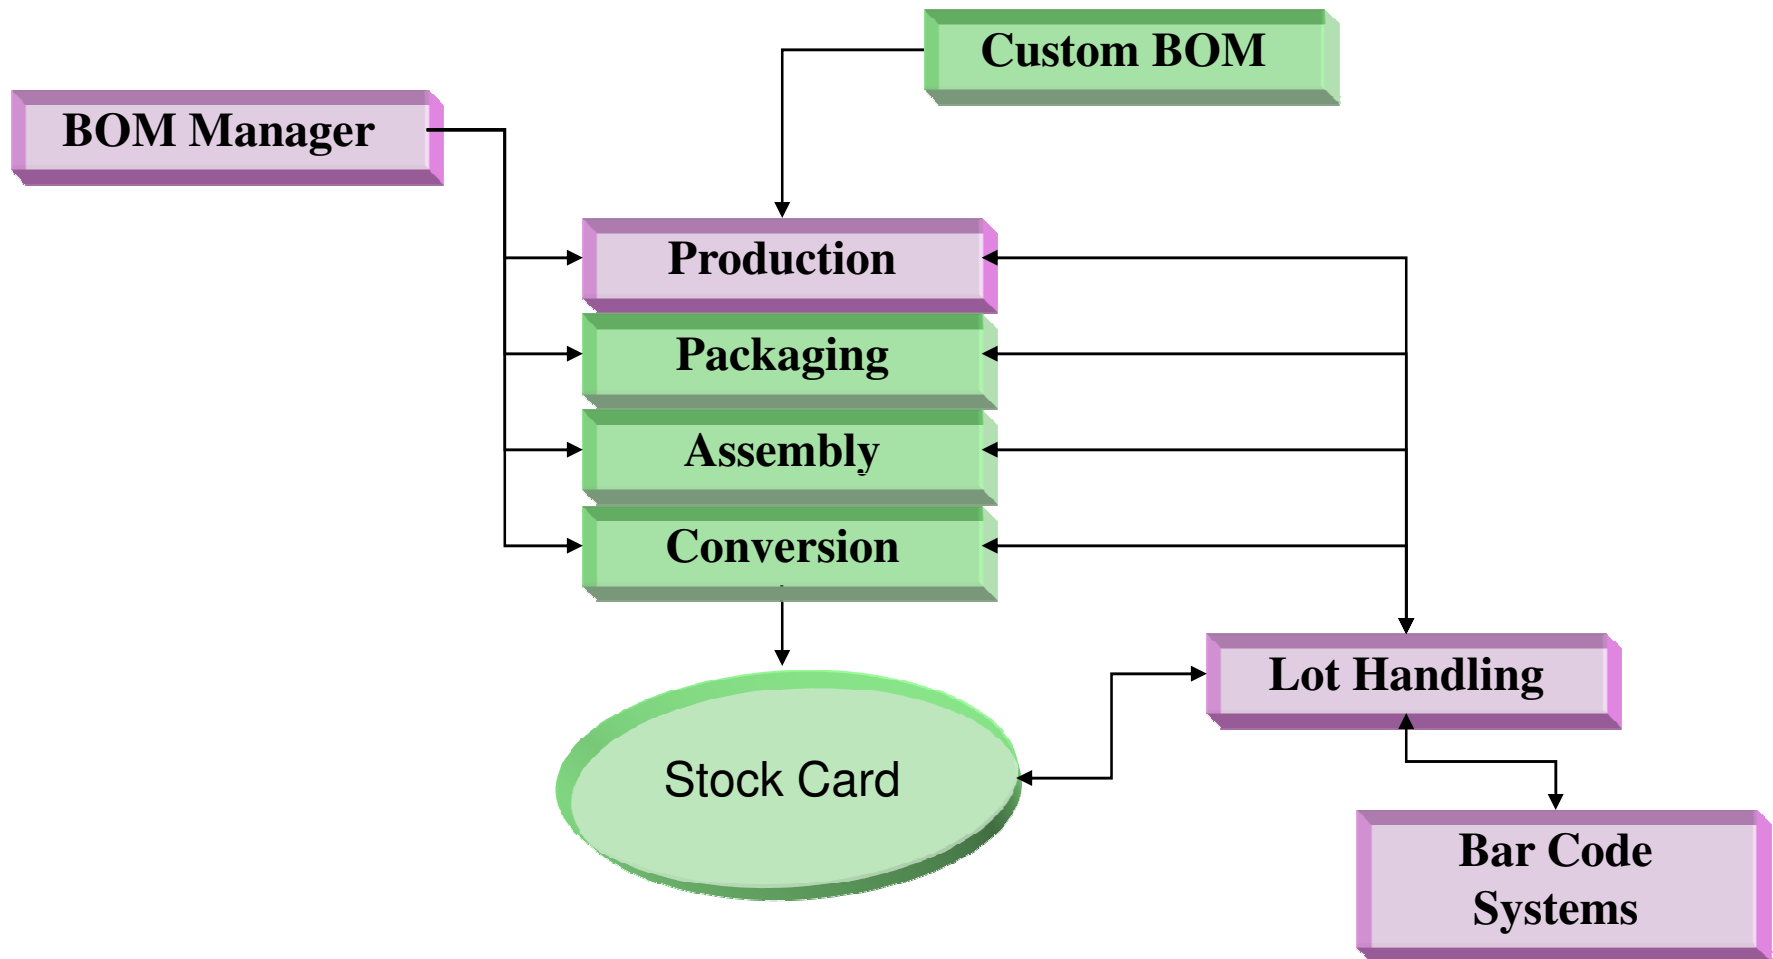 Custom BOM
BOM Manager
Production
Packaging
Assembly
Conversion
Lot Handling
Stock Card
Bar Code
Systems